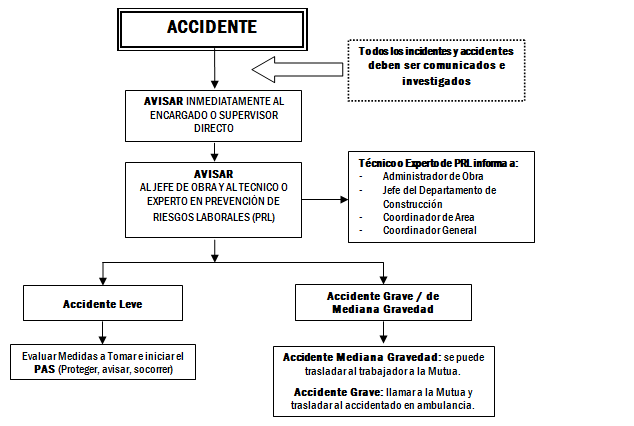 ACCIDENTE
Todos los incidentes y accidentes
deben ser comunicados e
investigados
AVISAR INMEDIATAMENTE AL
ENCARGADO O SUPERVISOR
DIRECTO
AVISAR
AL JEFE DE OBRA Y AL TECNICO O
EXPERTO EN PREVENCIÓN DE
RIESGOS LABORALES (PRL)
Técnico o Experto de PRL informa a:
- Administrador de Obra
- Jefe del Departamento de
Construcción
- Coordinador de Area
- Coordinador General
Accidente Leve
Accidente Grave / de
Mediana Gravedad
Evaluar Medidas a Tomar e iniciar el
PAS (Proteger, avisar, socorrer)
Accidente Mediana Gravedad: se puede
trasladar al trabajador a la Mutua.
Accidente Grave: llamar a la Mutua y
trasladar al accidentado en ambulancia.